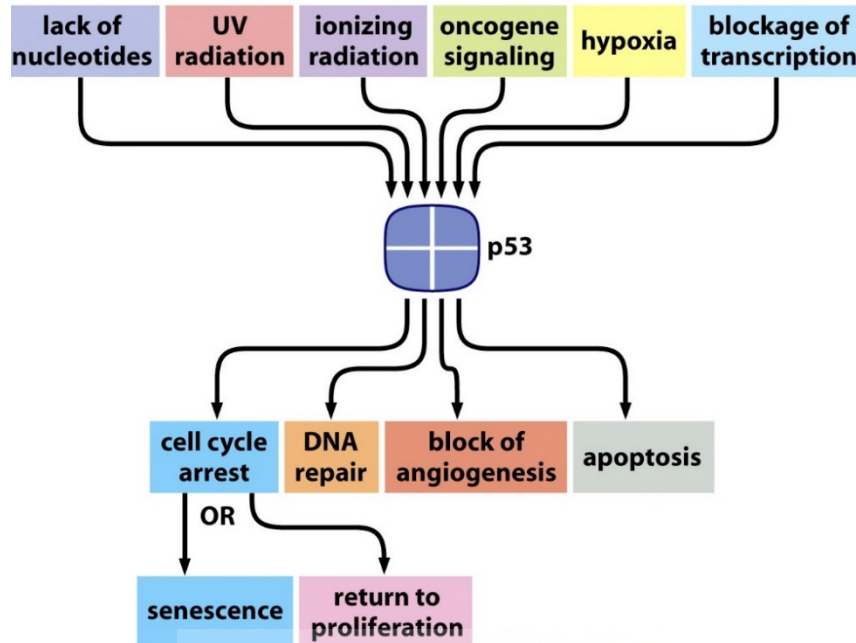 lack of
nucleotides
UV
radiation
ionizing
radiation
oncogene
signaling
hypoxia
blockage of
transcription
p53
cell cycle
arrest
DNA
repair
block of
angiogenesis
apoptosis
OR
senescence
return to
proliferation